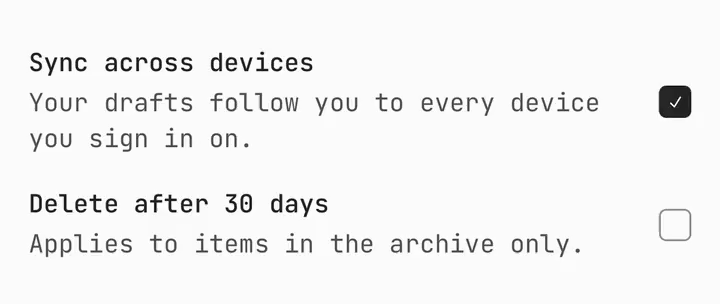 Sync across devices
Your drafts follow you to every device
you sign in on.
Delete after 30 days
Applies to items in the archive only.